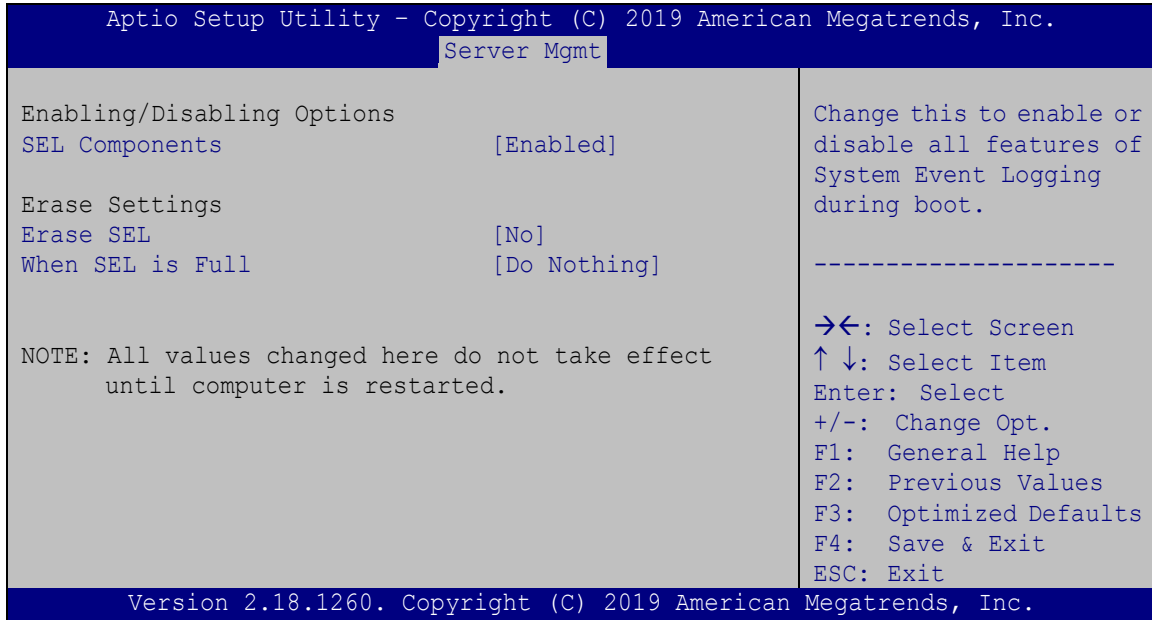 Aptio Setup Utility – Copyright (C) 2019 American Megatrends, Inc.
Server Mgmt
Enabling/Disabling Options
SEL Components [Enabled]
Erase Settings
Erase SEL [No]
When SEL is Full [Do Nothing]
NOTE: All values changed here do not take effect
until computer is restarted.
Change this to enable or
disable all features of
System Event Logging
during boot.
---------------------
→←: Select Screen
↑ ↓: Select Item
Enter: Select
+/-: Change Opt.
F1: General Help
F2: Previous Values
F3: Optimized Defaults
F4: Save & Exit
ESC: Exit
Version 2.18.1260. Copyright (C) 2019 American Megatrends, Inc.